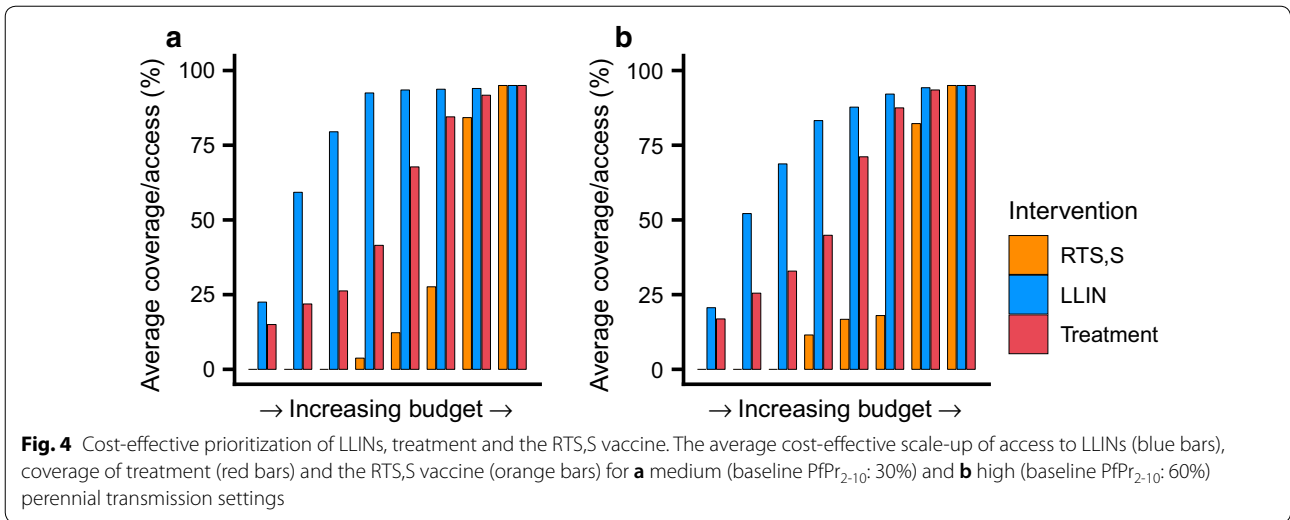 a
Average coverage/access (%)
100
75
50
25
0
→ Increasing budget →
b
Average coverage/access (%)
100
75
50
25
0
→ Increasing budget →
Intervention
RTS,S
LLIN
Treatment
Fig. 4 Cost-effective prioritization of LLINs, treatment and the RTS,S vaccine. The average cost-effective scale-up of access to LLINs (blue bars),
coverage of treatment (red bars) and the RTS,S vaccine (orange bars) for a medium (baseline PfPr2-10: 30%) and b high (baseline PfPr2-10: 60%)
perennial transmission settings